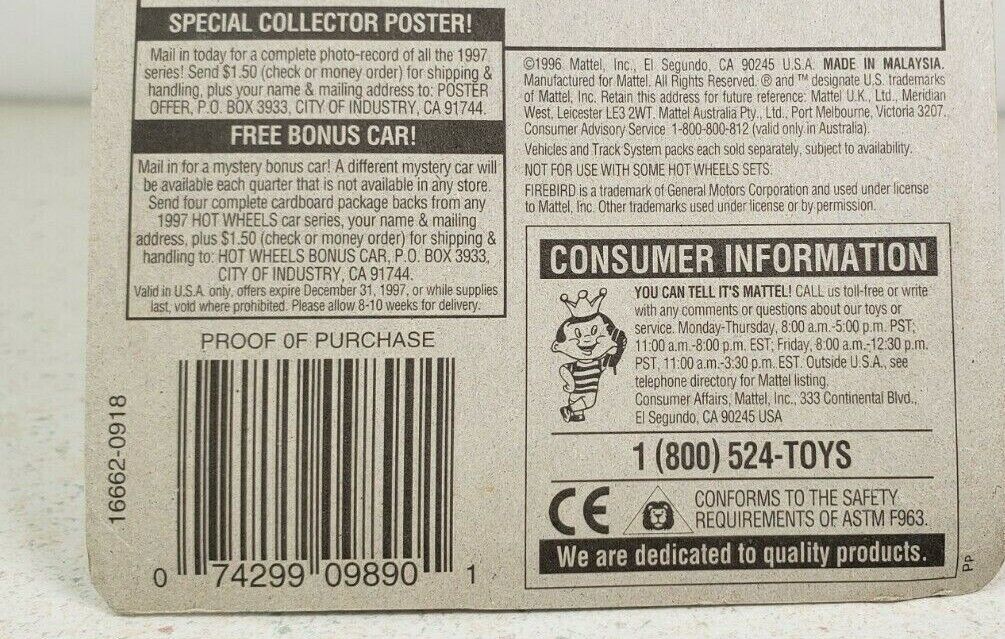 SPECIAL COLLECTOR POSTER!
Mail in today for a complete photo-record of all the 1997
series! Send $1.50 (check or money order) for shipping &
handling, plus your name & mailing address to: POSTER
OFFER, P.O. BOX 3933, CITY OF INDUSTRY, CA 91744.
FREE BONUS CAR!
Mail in for a mystery bonus car! A different mystery car will
be available each quarter that is not available in any store.
Send four complete cardboard package backs from any
1997 HOT WHEELS car series, your name & mailing
address, plus $1.50 (check or money order) for shipping &
handling to: HOT WHEELS BONUS CAR, P.O. BOX 3933,
CITY OF INDUSTRY, CA 91744.
Valid in U.S.A. only, offers expire December 31, 1997, or while supplies
last, void where prohibited. Please allow 8-10 weeks for delivery.
PROOF OF PURCHASE
16662-0918
0 74299 09890 1
©1996 Mattel, Inc., El Segundo, CA 90245 U.S.A. MADE IN MALAYSIA.
Manufactured for Mattel. All Rights Reserved. ® and ™ designate U.S. trademarks
of Mattel, Inc. Retain this address for future reference: Mattel U.K., Ltd., Meridian
West, Leicester LE3 2WT. Mattel Australia Pty., Ltd., Port Melbourne, Victoria 3207.
Consumer Advisory Service 1-800-800-812 (valid only in Australia).
Vehicles and Track System packs each sold separately, subject to availability.
NOT FOR USE WITH SOME HOT WHEELS SETS.
FIREBIRD is a trademark of General Motors Corporation and used under license
to Mattel, Inc. Other trademarks used under license or by permission.
CONSUMER INFORMATION
YOU CAN TELL IT'S MATTEL! CALL us toll-free or write
with any comments or questions about our toys or
service. Monday-Thursday, 8:00 a.m.-5:00 p.m. PST;
11:00 a.m.-8:00 p.m. EST; Friday, 8:00 a.m.-12:30 p.m.
PST, 11:00 a.m.-3:30 p.m. EST. Outside U.S.A., see
telephone directory for Mattel listing.
Consumer Affairs, Mattel, Inc., 333 Continental Blvd.,
El Segundo, CA 90245 USA
1 (800) 524-TOYS
CE
CONFORMS TO THE SAFETY
REQUIREMENTS OF ASTM F963.
We are dedicated to quality products.
PP